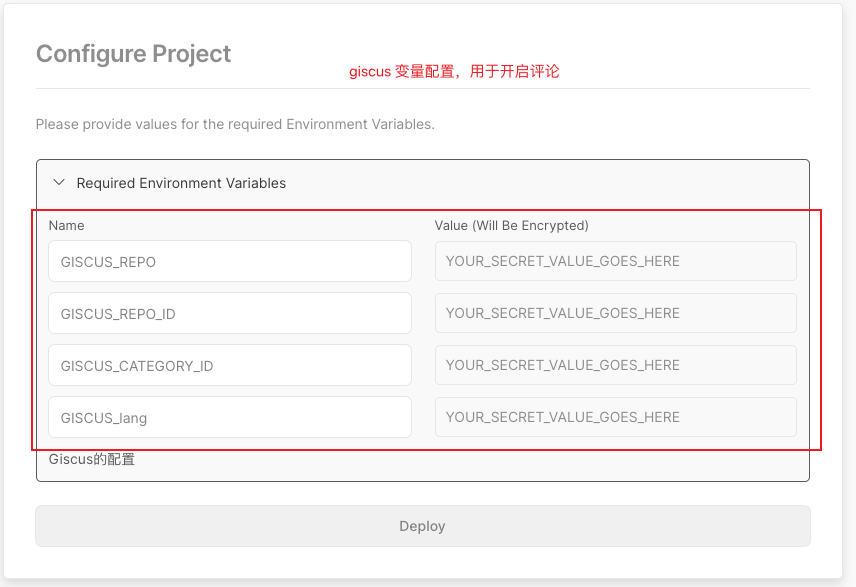 Configure Project
giscus 变量配置，用于开启评论
Please provide values for the required Environment Variables.
Required Environment Variables
Name
Value (Will Be Encrypted)
GISCUS_REPO
YOUR_SECRET_VALUE_GOES_HERE
GISCUS_REPO_ID
YOUR_SECRET_VALUE_GOES_HERE
GISCUS_CATEGORY_ID
YOUR_SECRET_VALUE_GOES_HERE
GISCUS_lang
YOUR_SECRET_VALUE_GOES_HERE
Giscus的配置
Deploy